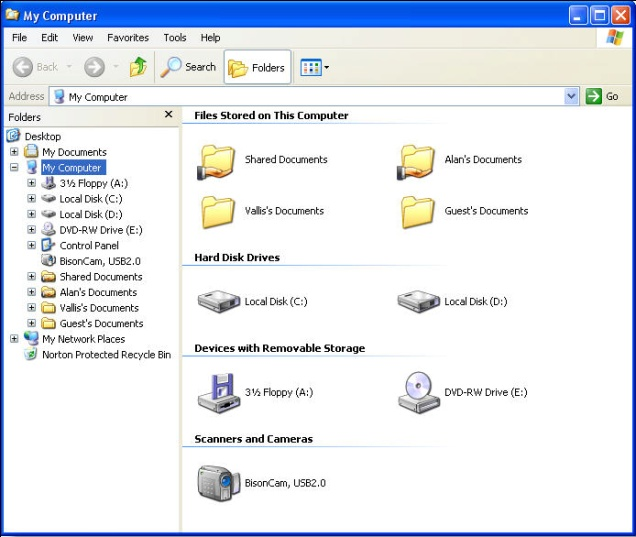 My Computer
File Edit View Favorites Tools Help
Back Search Folders
Address My Computer Go
Folders
Desktop
My Documents
My Computer
3½ Floppy (A:)
Local Disk (C:)
Local Disk (D:)
DVD-RW Drive (E:)
Control Panel
BisonCam, USB2.0
Shared Documents
Alan's Documents
Vallis's Documents
Guest's Documents
My Network Places
Norton Protected Recycle Bin
Files Stored on This Computer
Shared Documents Alan's Documents
Vallis's Documents Guest's Documents
Hard Disk Drives
Local Disk (C:) Local Disk (D:)
Devices with Removable Storage
3½ Floppy (A:) DVD-RW Drive (E:)
Scanners and Cameras
BisonCam, USB2.0